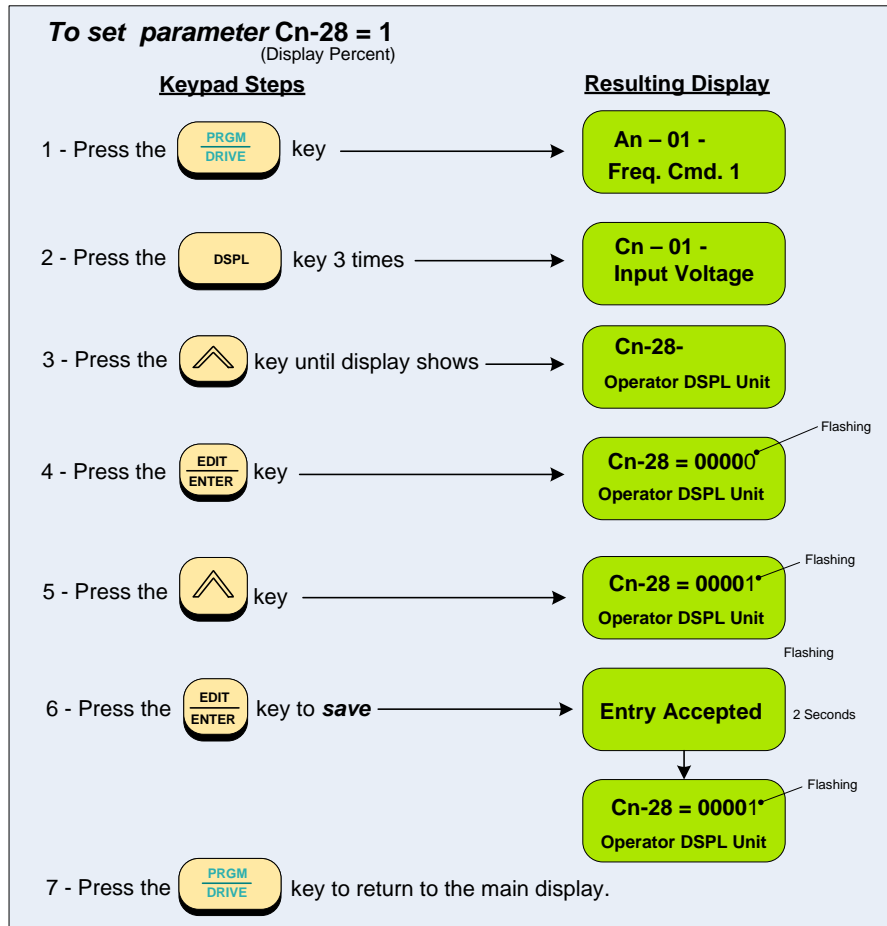 To set parameter Cn-28 = 1
(Display Percent)
Keypad Steps
Resulting Display
1 - Press the PRGM DRIVE key
An – 01 -
Freq. Cmd. 1
2 - Press the DSPL key 3 times
Cn – 01 -
Input Voltage
3 - Press the key until display shows
Cn-28-
Operator DSPL Unit
4 - Press the EDIT ENTER key
Flashing
Cn-28 = 00000
Operator DSPL Unit
5 - Press the key
Flashing
Cn-28 = 00001
Operator DSPL Unit
Flashing
6 - Press the EDIT ENTER key to save
Entry Accepted
2 Seconds
Flashing
Cn-28 = 00001
Operator DSPL Unit
7 - Press the PRGM DRIVE key to return to the main display.